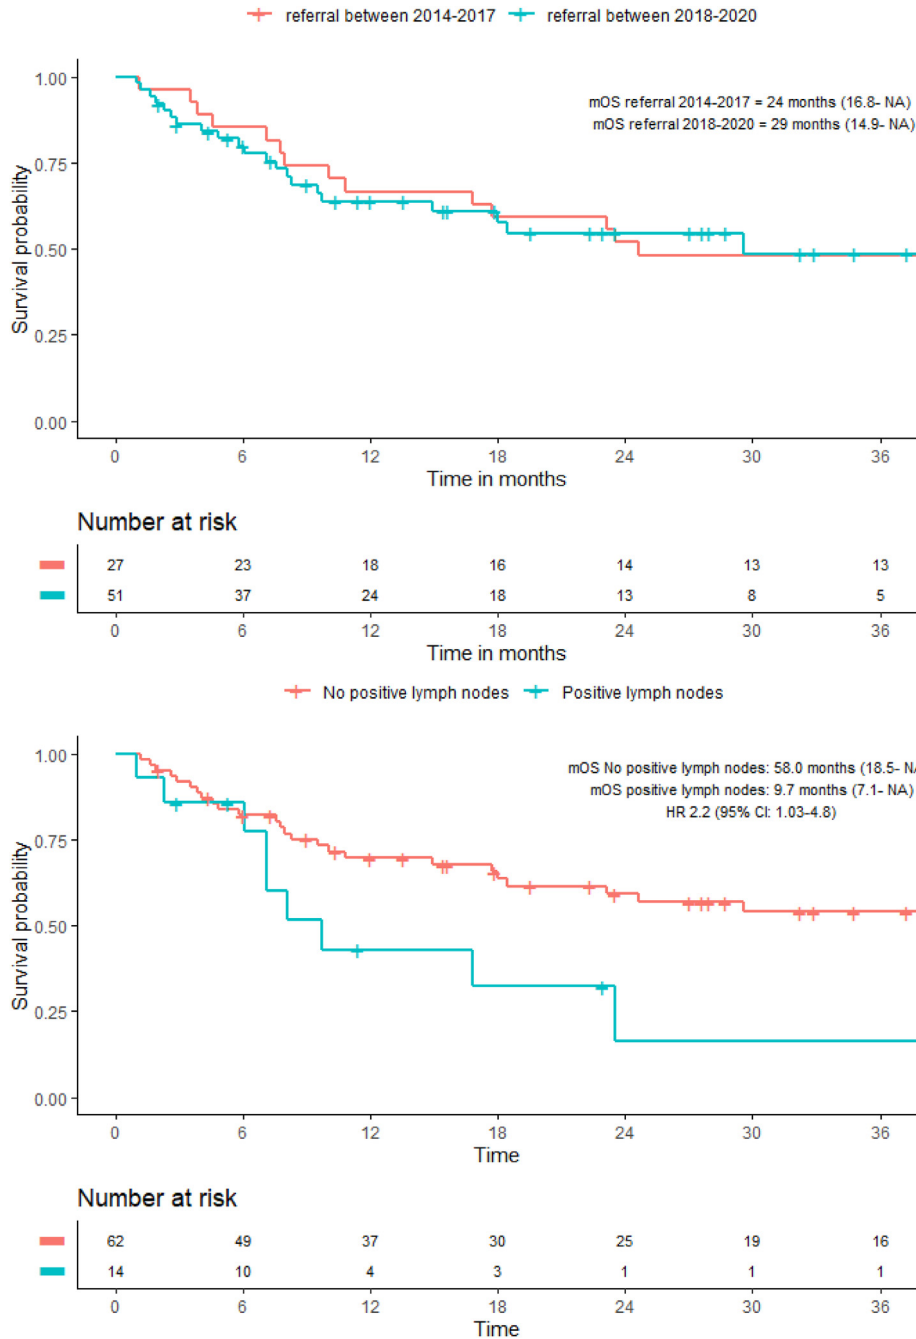 referral between 2014-2017 referral between 2018-2020
mOS referral 2014-2017 = 24 months (16.8- NA)
mOS referral 2018-2020 = 29 months (14.9- NA)
Survival probability
1.00
0.75
0.50
0.25
0.00
0 6 12 18 24 30 36
Time in months
Number at risk
27 23 18 16 14 13 13
51 37 24 18 13 8 5
0 6 12 18 24 30 36
Time in months
No positive lymph nodes Positive lymph nodes
mOS No positive lymph nodes: 58.0 months (18.5- NA
mOS positive lymph nodes: 9.7 months (7.1- NA)
HR 2.2 (95% CI: 1.03-4.8)
Survival probability
1.00
0.75
0.50
0.25
0.00
0 6 12 18 24 30 36
Time
Number at risk
62 49 37 30 25 19 16
14 10 4 3 1 1 1
0 6 12 18 24 30 36
Time